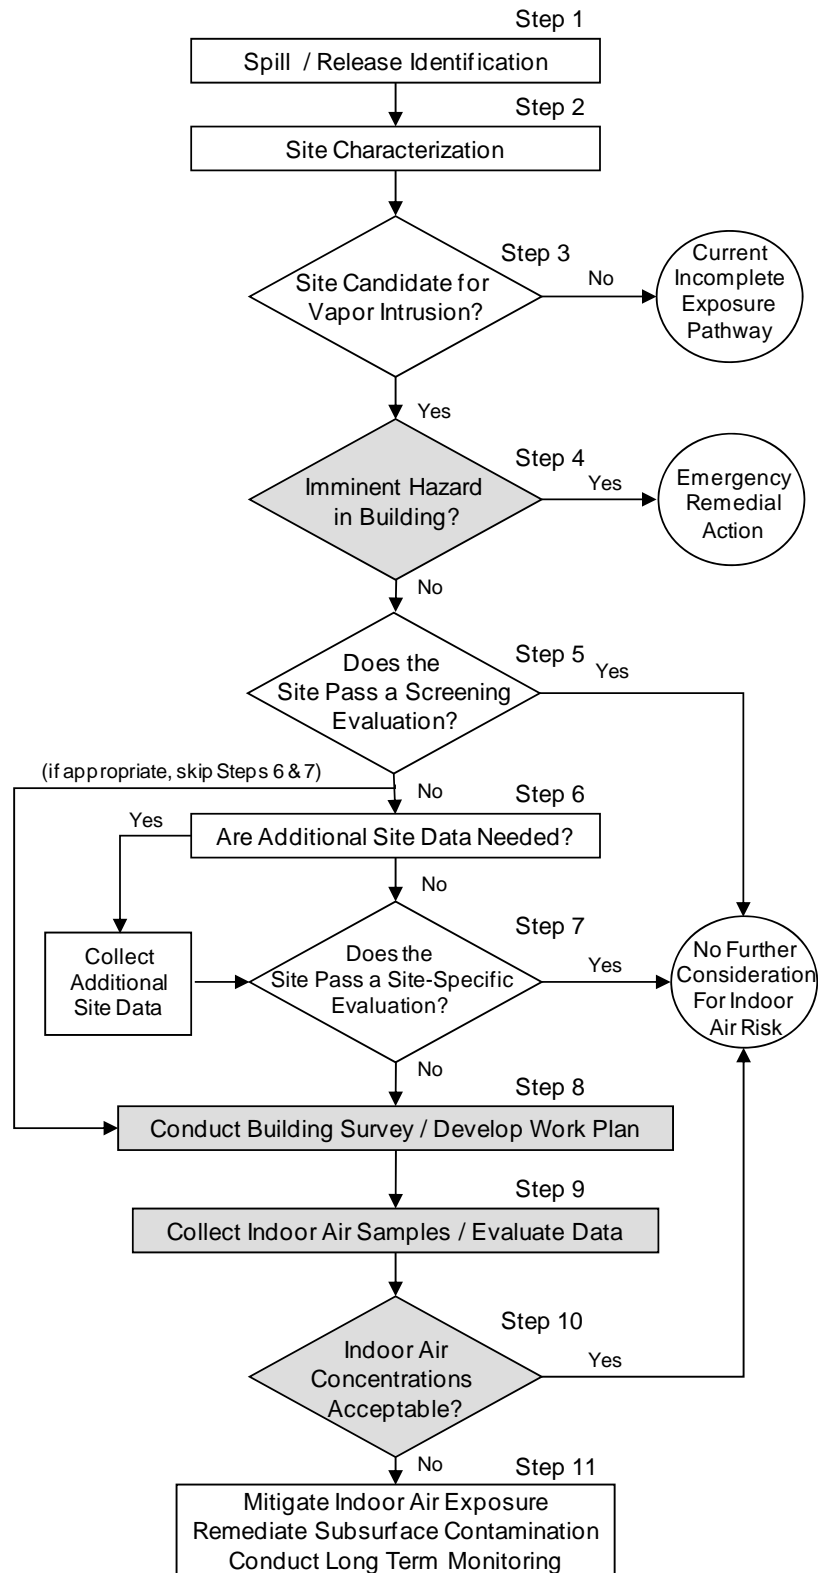 Step 1
Spill / Release Identification
Step 2
Site Characterization
Step 3
Site Candidate for
Vapor Intrusion?
No
Current
Incomplete
Exposure
Pathway
Yes
Step 4
Imminent Hazard
in Building?
Yes
Emergency
Remedial
Action
No
Step 5
Does the
Site Pass a Screening
Evaluation?
Yes
(if appropriate, skip Steps 6 & 7)
No
Step 6
Yes
Are Additional Site Data Needed?
No
Step 7
Collect
Additional
Site Data
Does the
Site Pass a Site-Specific
Evaluation?
Yes
No Further
Consideration
For Indoor
Air Risk
No
Step 8
Conduct Building Survey / Develop Work Plan
Step 9
Collect Indoor Air Samples / Evaluate Data
Step 10
Indoor Air
Concentrations
Acceptable?
Yes
No
Step 11
Mitigate Indoor Air Exposure
Remediate Subsurface Contamination
Conduct Long Term Monitoring